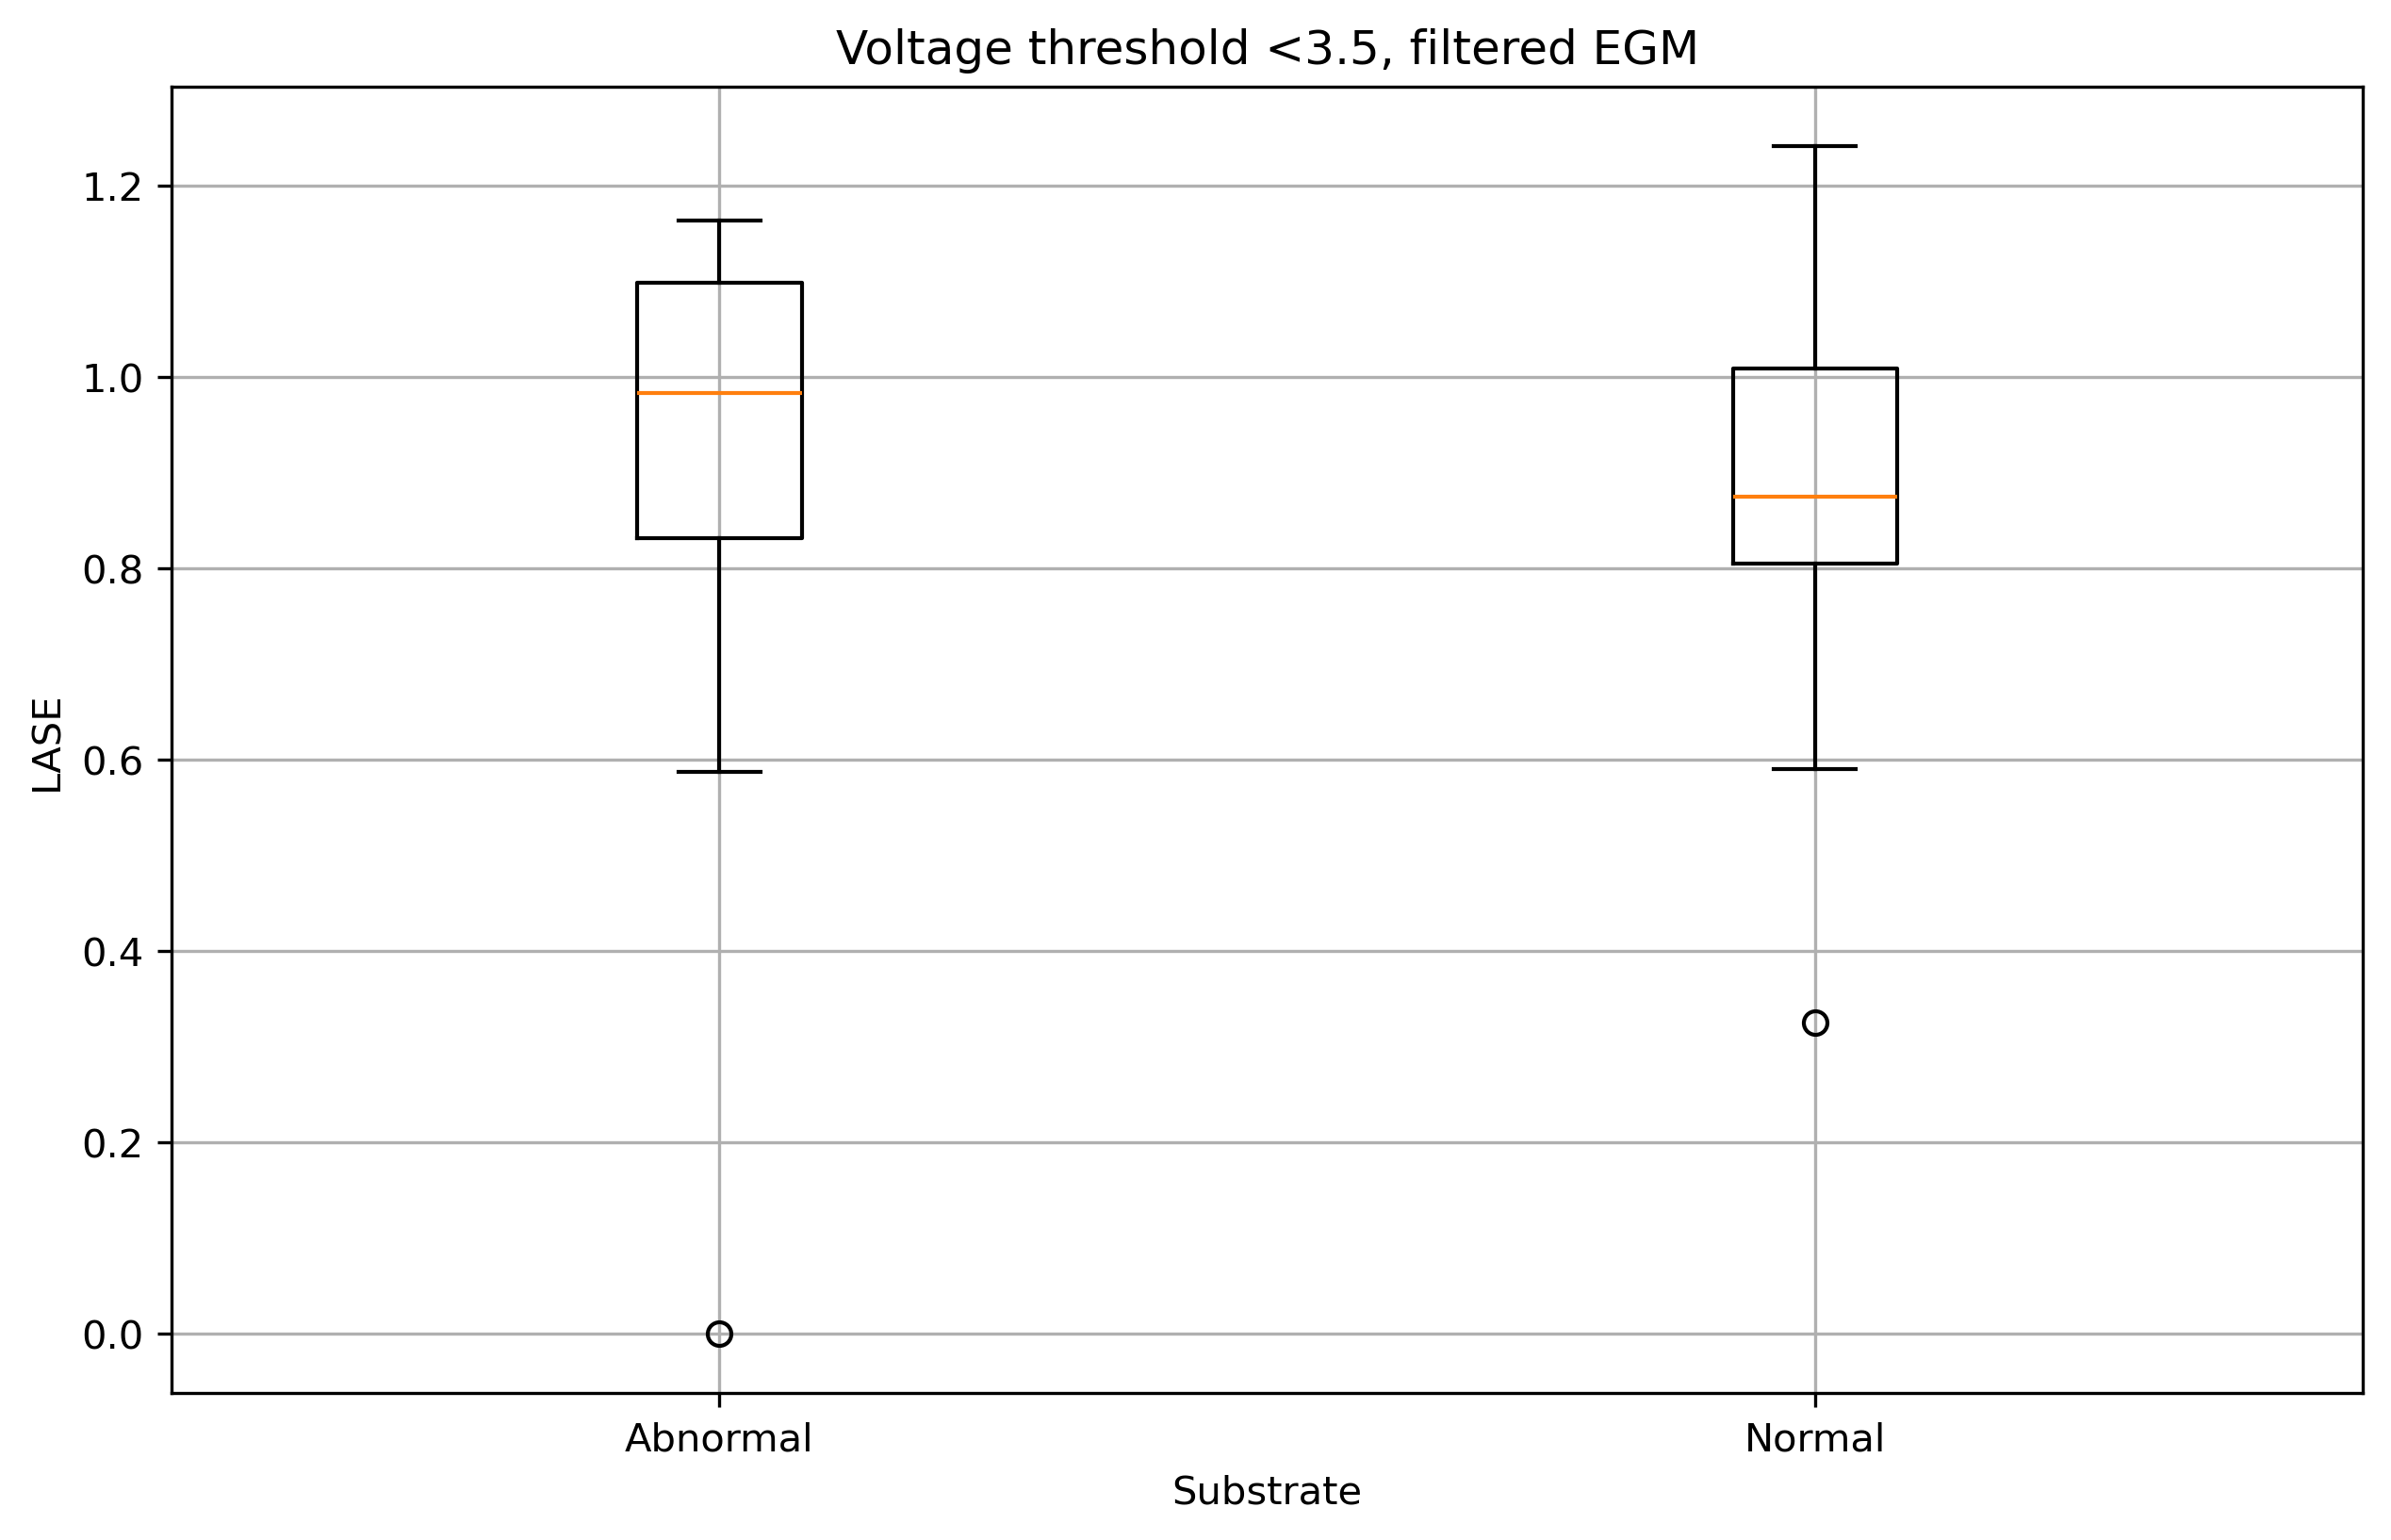 Voltage threshold <3.5, filtered EGM
1.2
1.0
0.8
0.6
0.4
0.2
0.0
LASE
Abnormal
Normal
Substrate